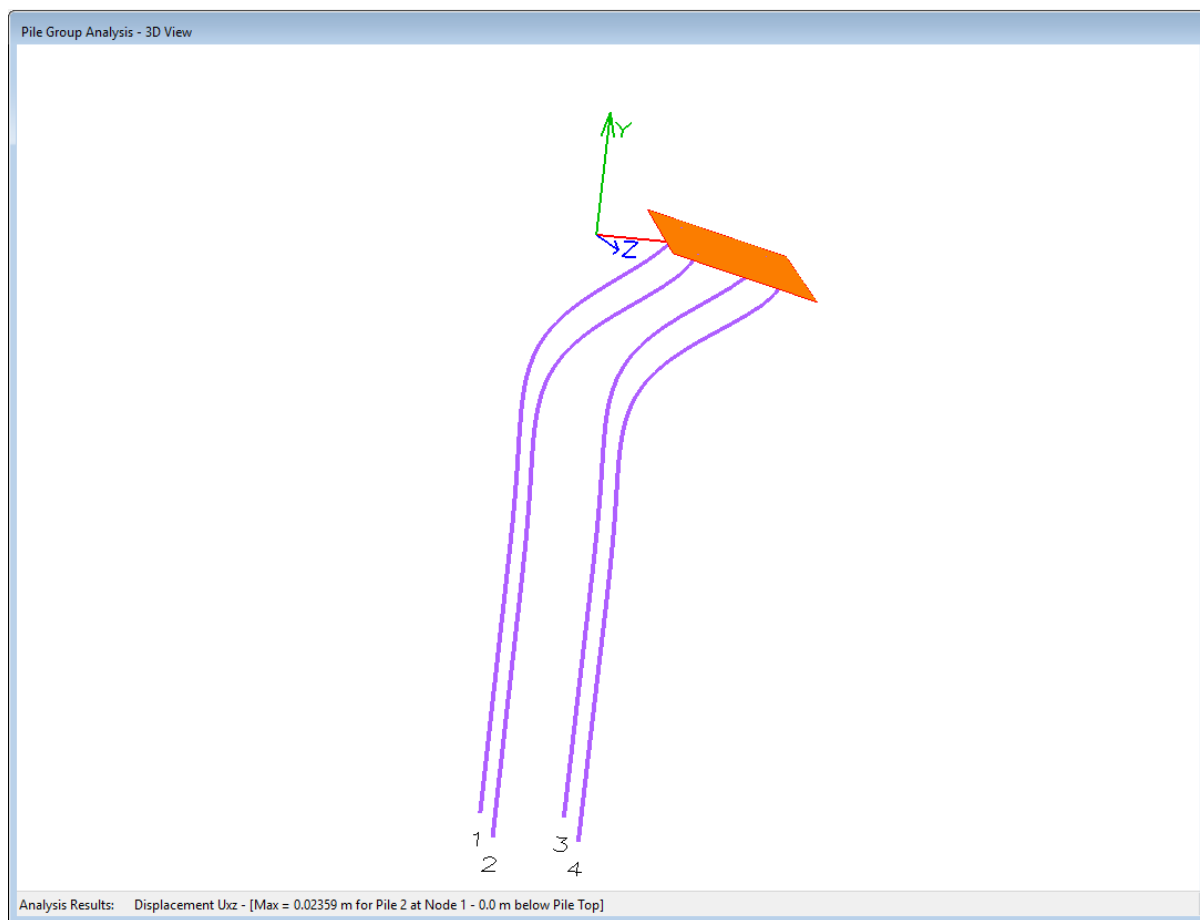 Pile Group Analysis - 3D View
Y
Z
1
2
3
4
Analysis Results: Displacement Uxz - [Max = 0.02359 m for Pile 2 at Node 1 - 0.0 m below Pile Top]